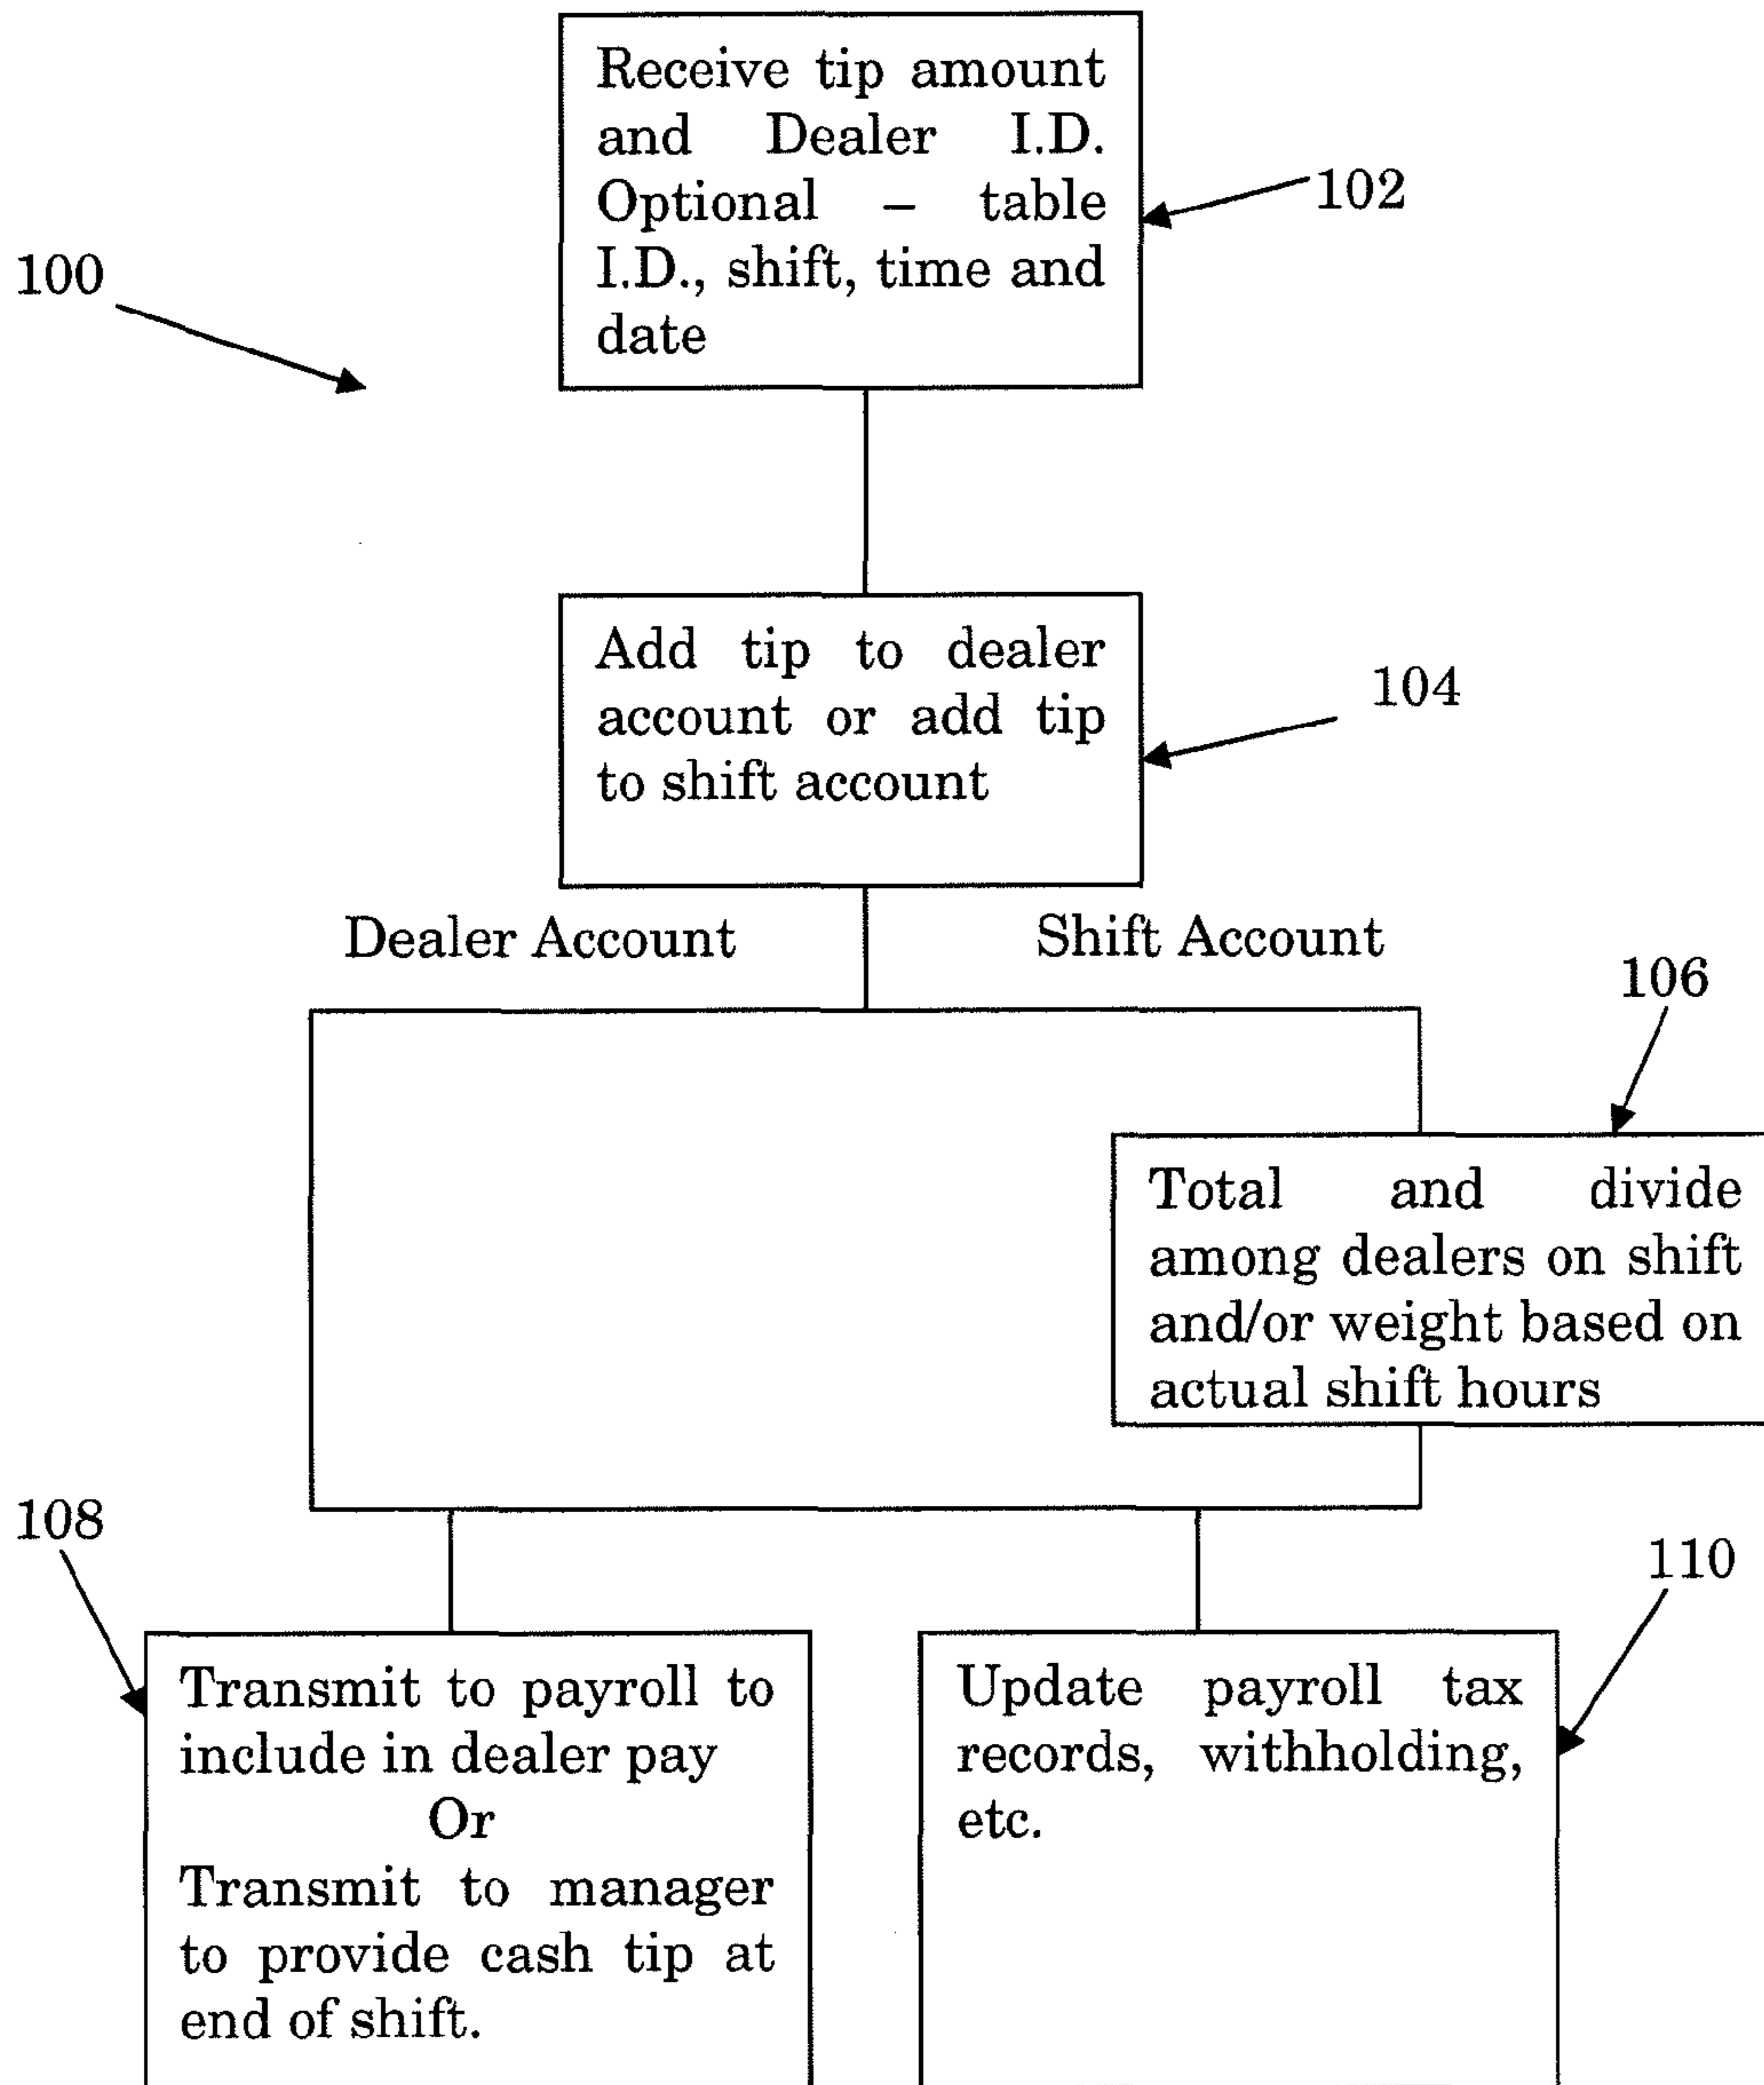 Receive tip amount
and Dealer I.D.
Optional – table
I.D., shift, time and
date
102
100
Add tip to dealer
account or add tip
to shift account
104
Dealer Account
Shift Account
106
Total and divide
among dealers on shift
and/or weight based on
actual shift hours
108
110
Transmit to payroll to
include in dealer pay
Or
Transmit to manager
to provide cash tip at
end of shift.
Update payroll tax
records, withholding,
etc.